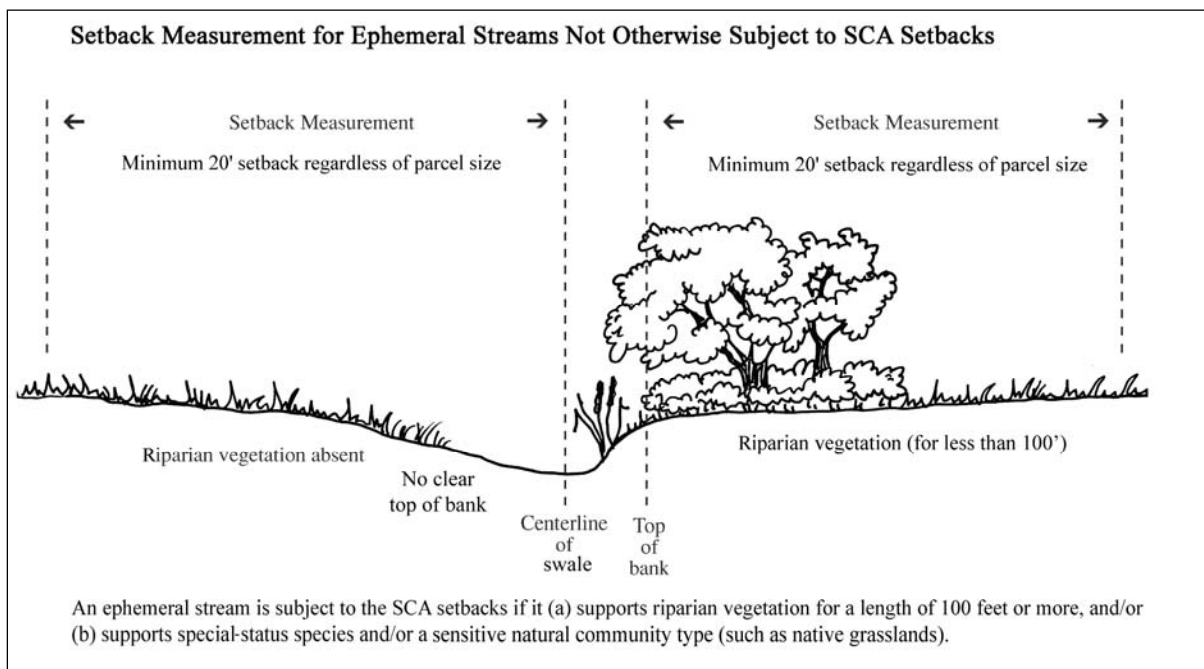 Setback Measurement for Ephemeral Streams Not Otherwise Subject to SCA Setbacks
Setback Measurement
Minimum 20' setback regardless of parcel size
Setback Measurement
Minimum 20' setback regardless of parcel size
Riparian vegetation absent
No clear
top of bank
Centerline
of
swale
Top
of
bank
Riparian vegetation (for less than 100’)
An ephemeral stream is subject to the SCA setbacks if it (a) supports riparian vegetation for a length of 100 feet or more, and/or
(b) supports special-status species and/or a sensitive natural community type (such as native grasslands).